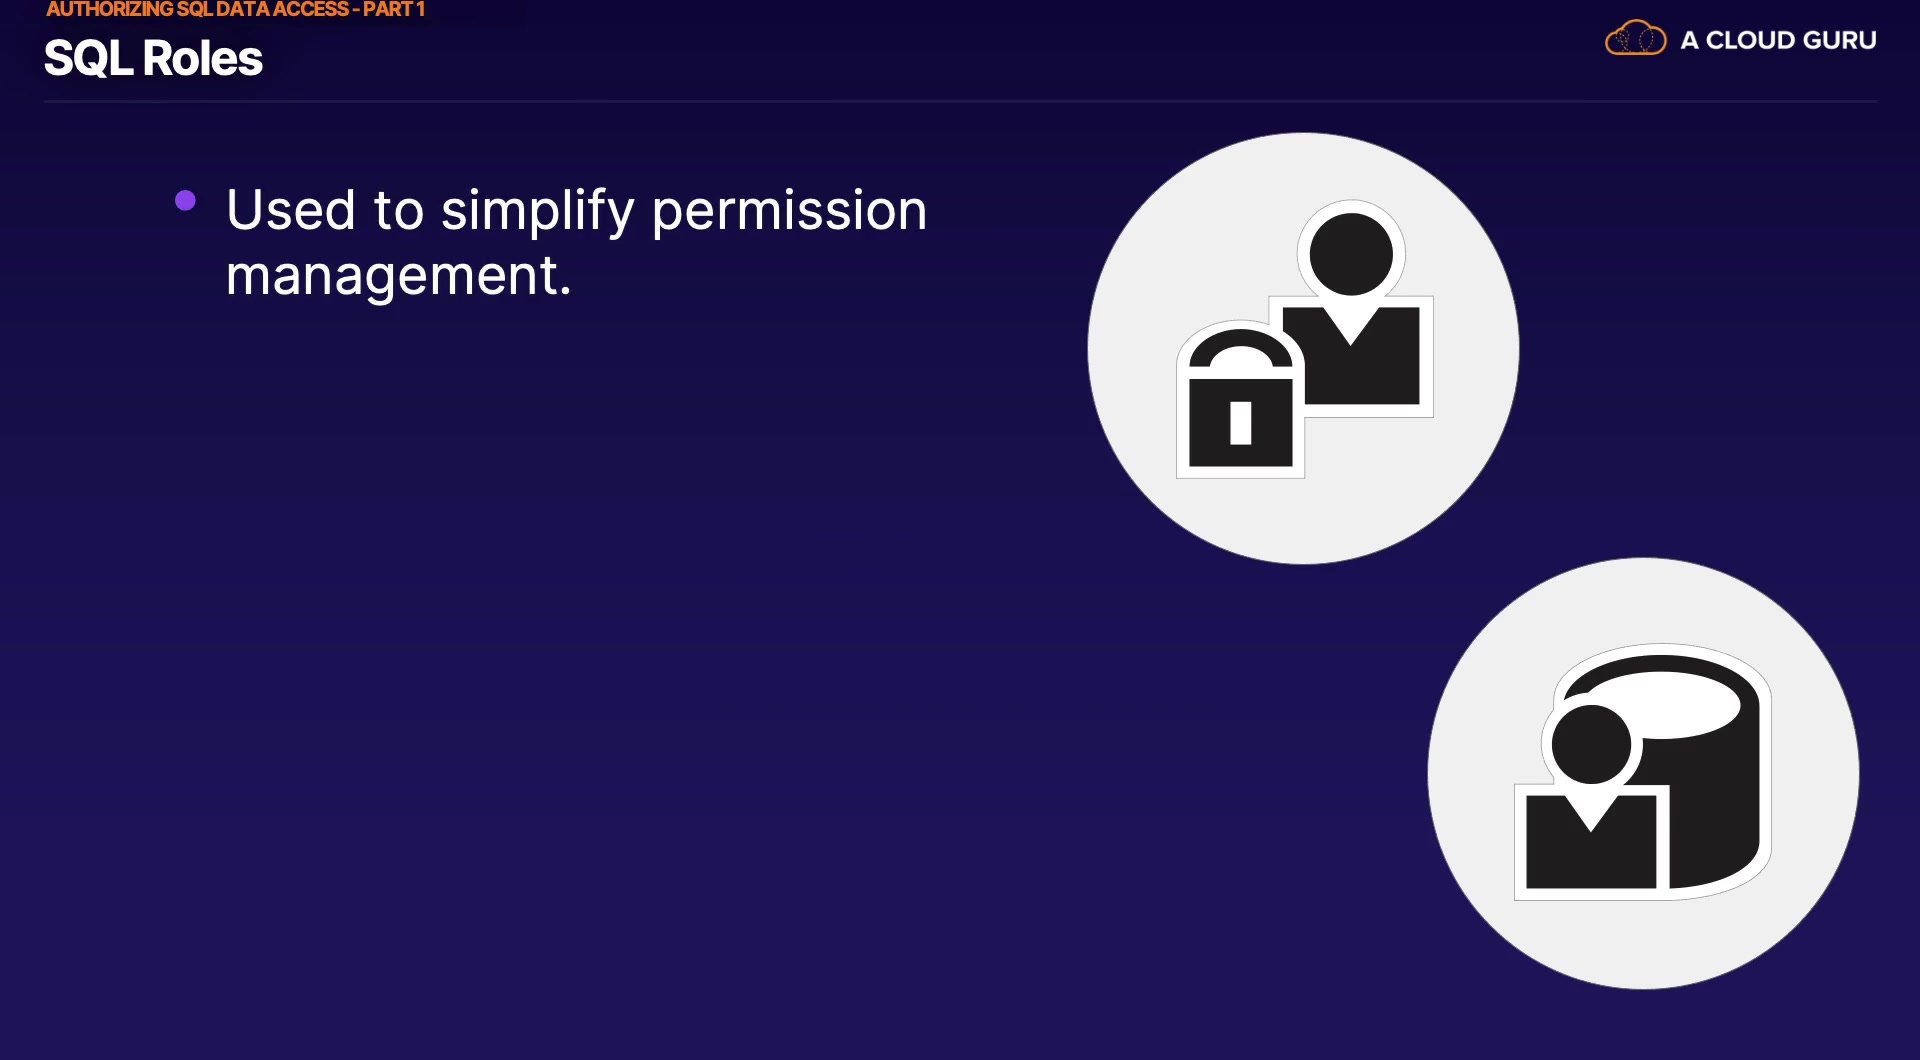 AUTHORIZING SQL DATA ACCESS - PART 1
SQL Roles
A CLOUD GURU
Used to simplify permission
management.